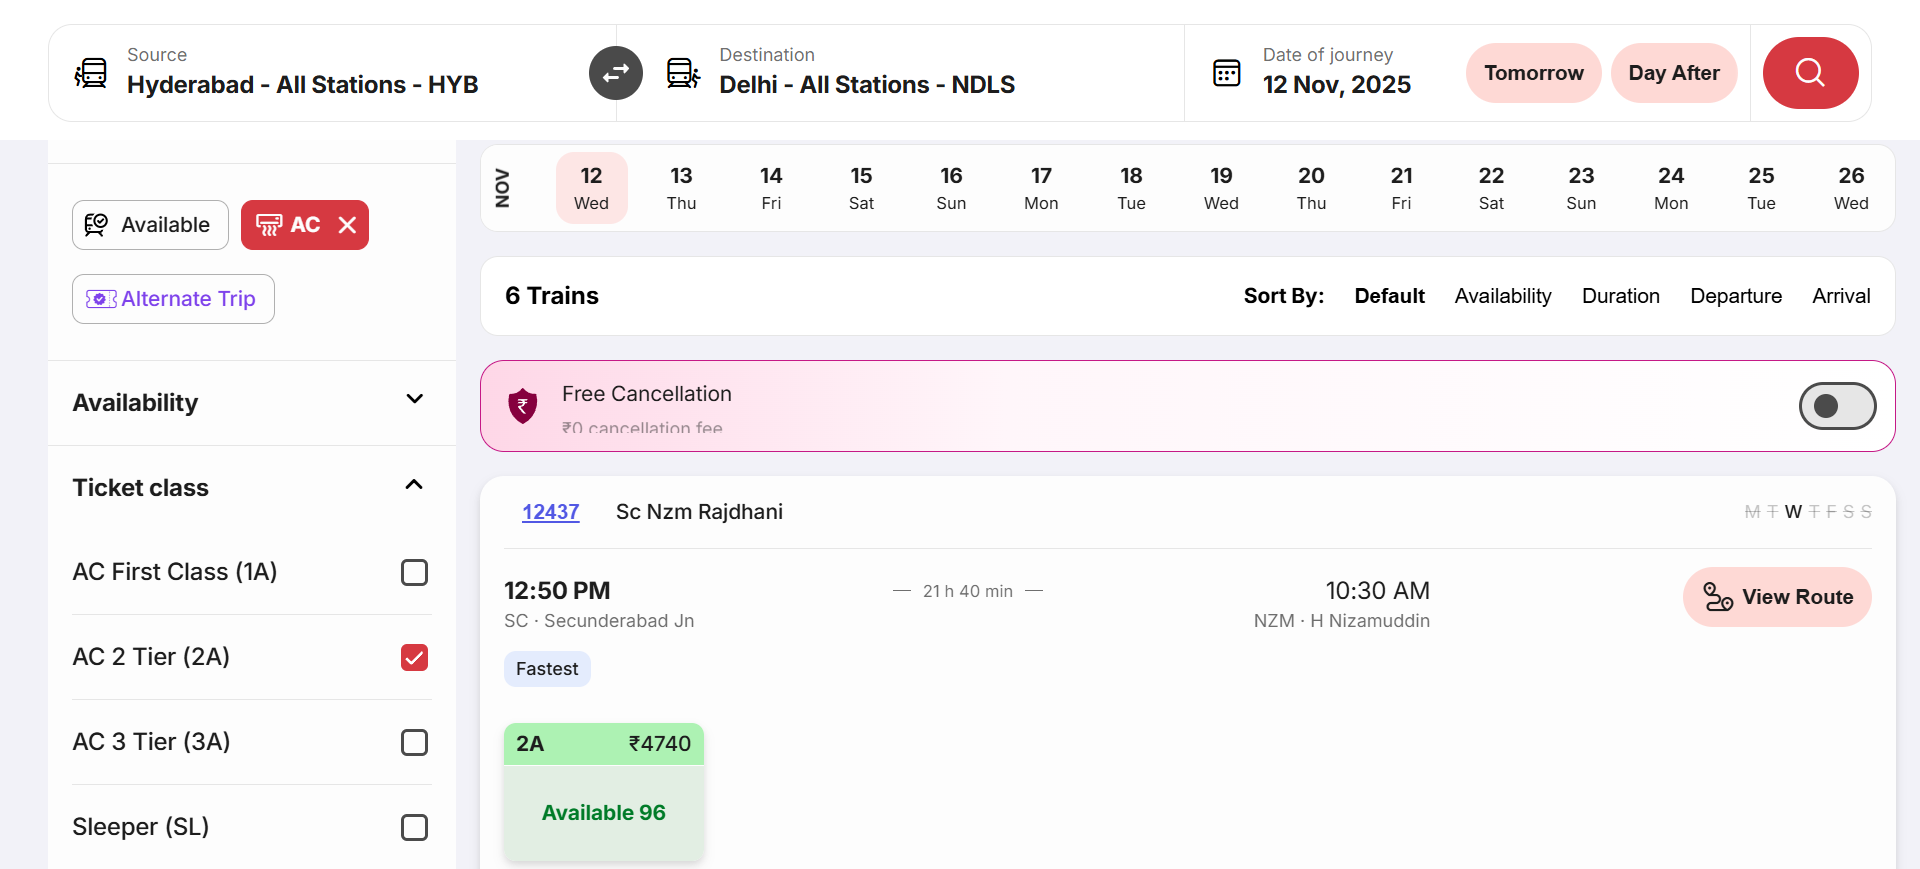 Source
Hyderabad - All Stations - HYB
Destination
Delhi - All Stations - NDLS
Date of journey
12 Nov, 2025
Tomorrow
Day After
Available
AC
Alternate Trip
Availability
Ticket class
AC First Class (1A)
AC 2 Tier (2A)
AC 3 Tier (3A)
Sleeper (SL)
NOV
12 Wed
13 Thu
14 Fri
15 Sat
16 Sun
17 Mon
18 Tue
19 Wed
20 Thu
21 Fri
22 Sat
23 Sun
24 Mon
25 Tue
26 Wed
6 Trains
Sort By: Default Availability Duration Departure Arrival
Free Cancellation
₹0 cancellation fee
12437 Sc Nzm Rajdhani
M T W T F S S
12:50 PM
SC · Secunderabad Jn
21 h 40 min
10:30 AM
NZM · H Nizamuddin
View Route
Fastest
2A ₹4740
Available 96